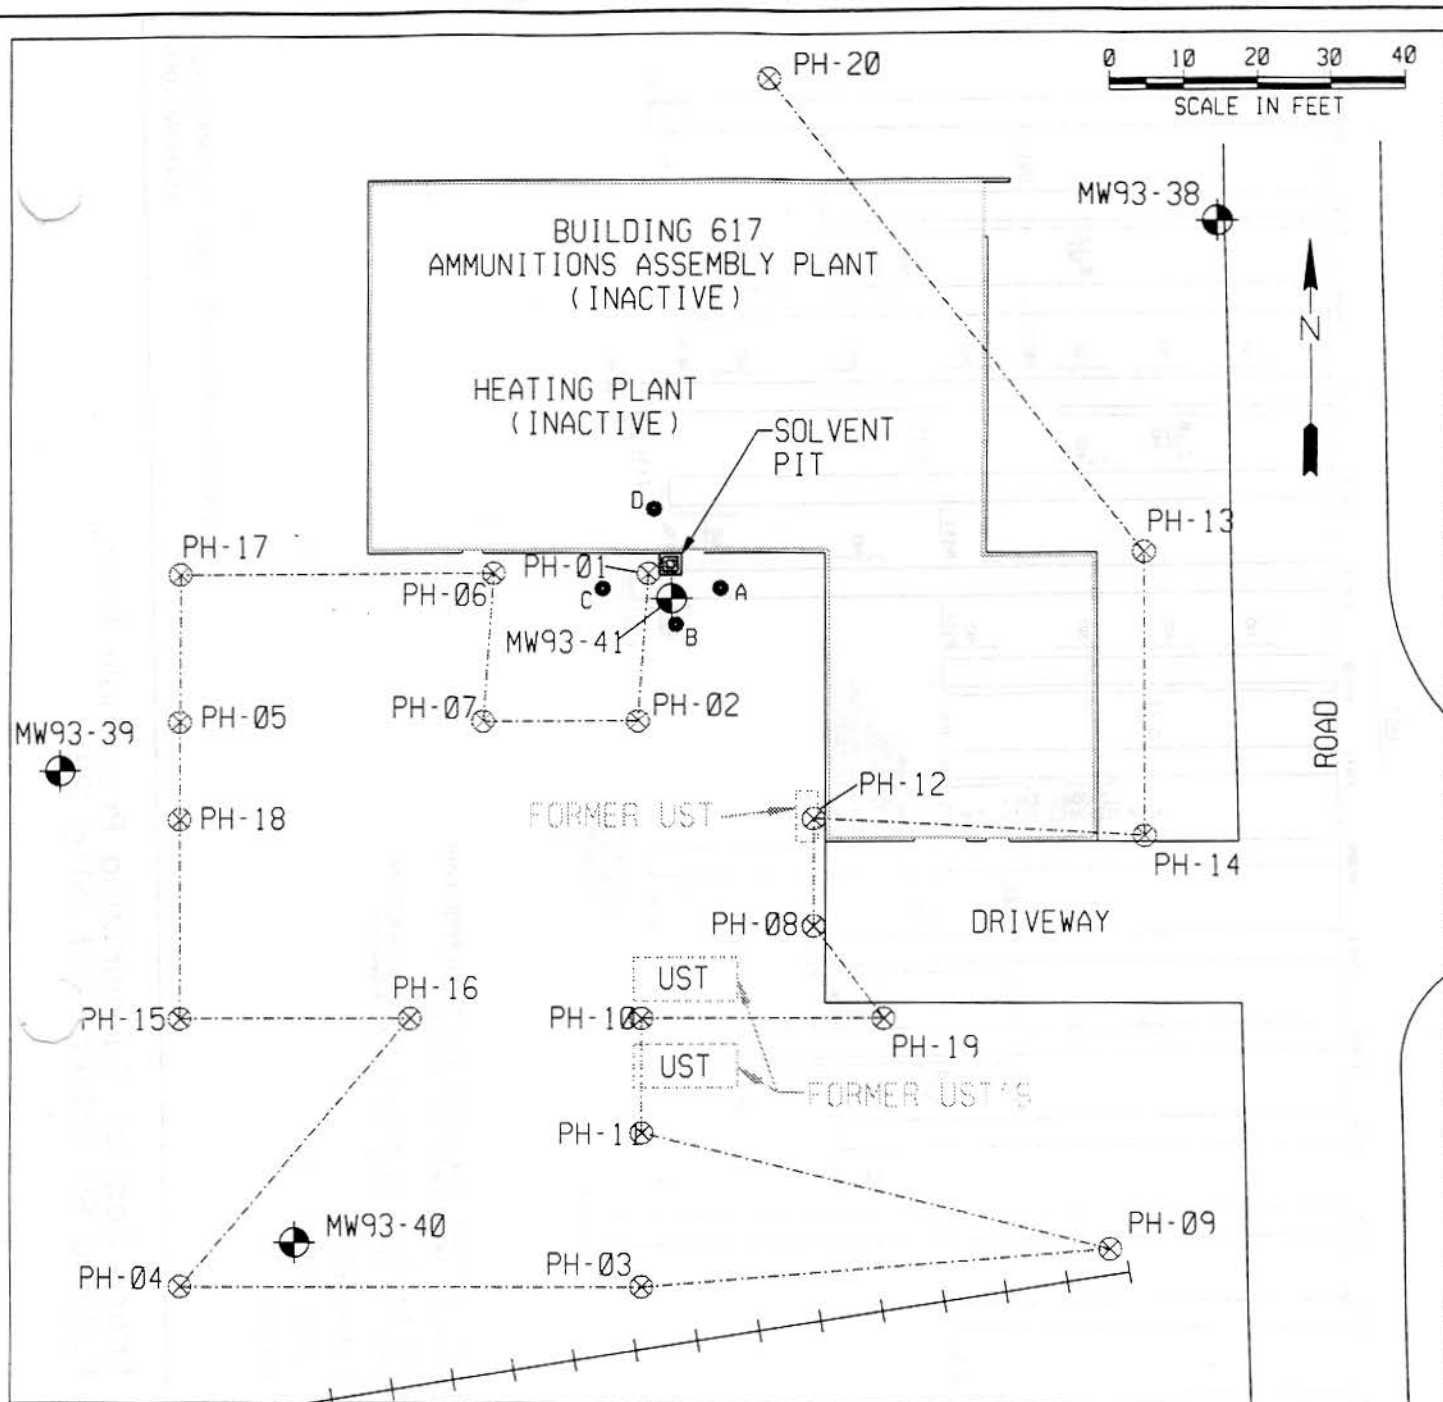 PH-20
0 10 20 30 40
SCALE IN FEET
MW93-38
BUILDING 617
AMMUNITIONS ASSEMBLY PLANT
(INACTIVE)
N
HEATING PLANT
(INACTIVE)
SOLVENT
PIT
D
PH-13
PH-17
PH-01
PH-06
C
A
B
MW93-41
PH-07
PH-02
PH-05
MW93-39
ROAD
PH-12
FORMER UST
PH-18
PH-14
PH-08
DRIVEWAY
UST
PH-16
PH-15
PH-10
PH-19
UST
FORMER UST'S
PH-11
MW93-40
PH-09
PH-04
PH-03